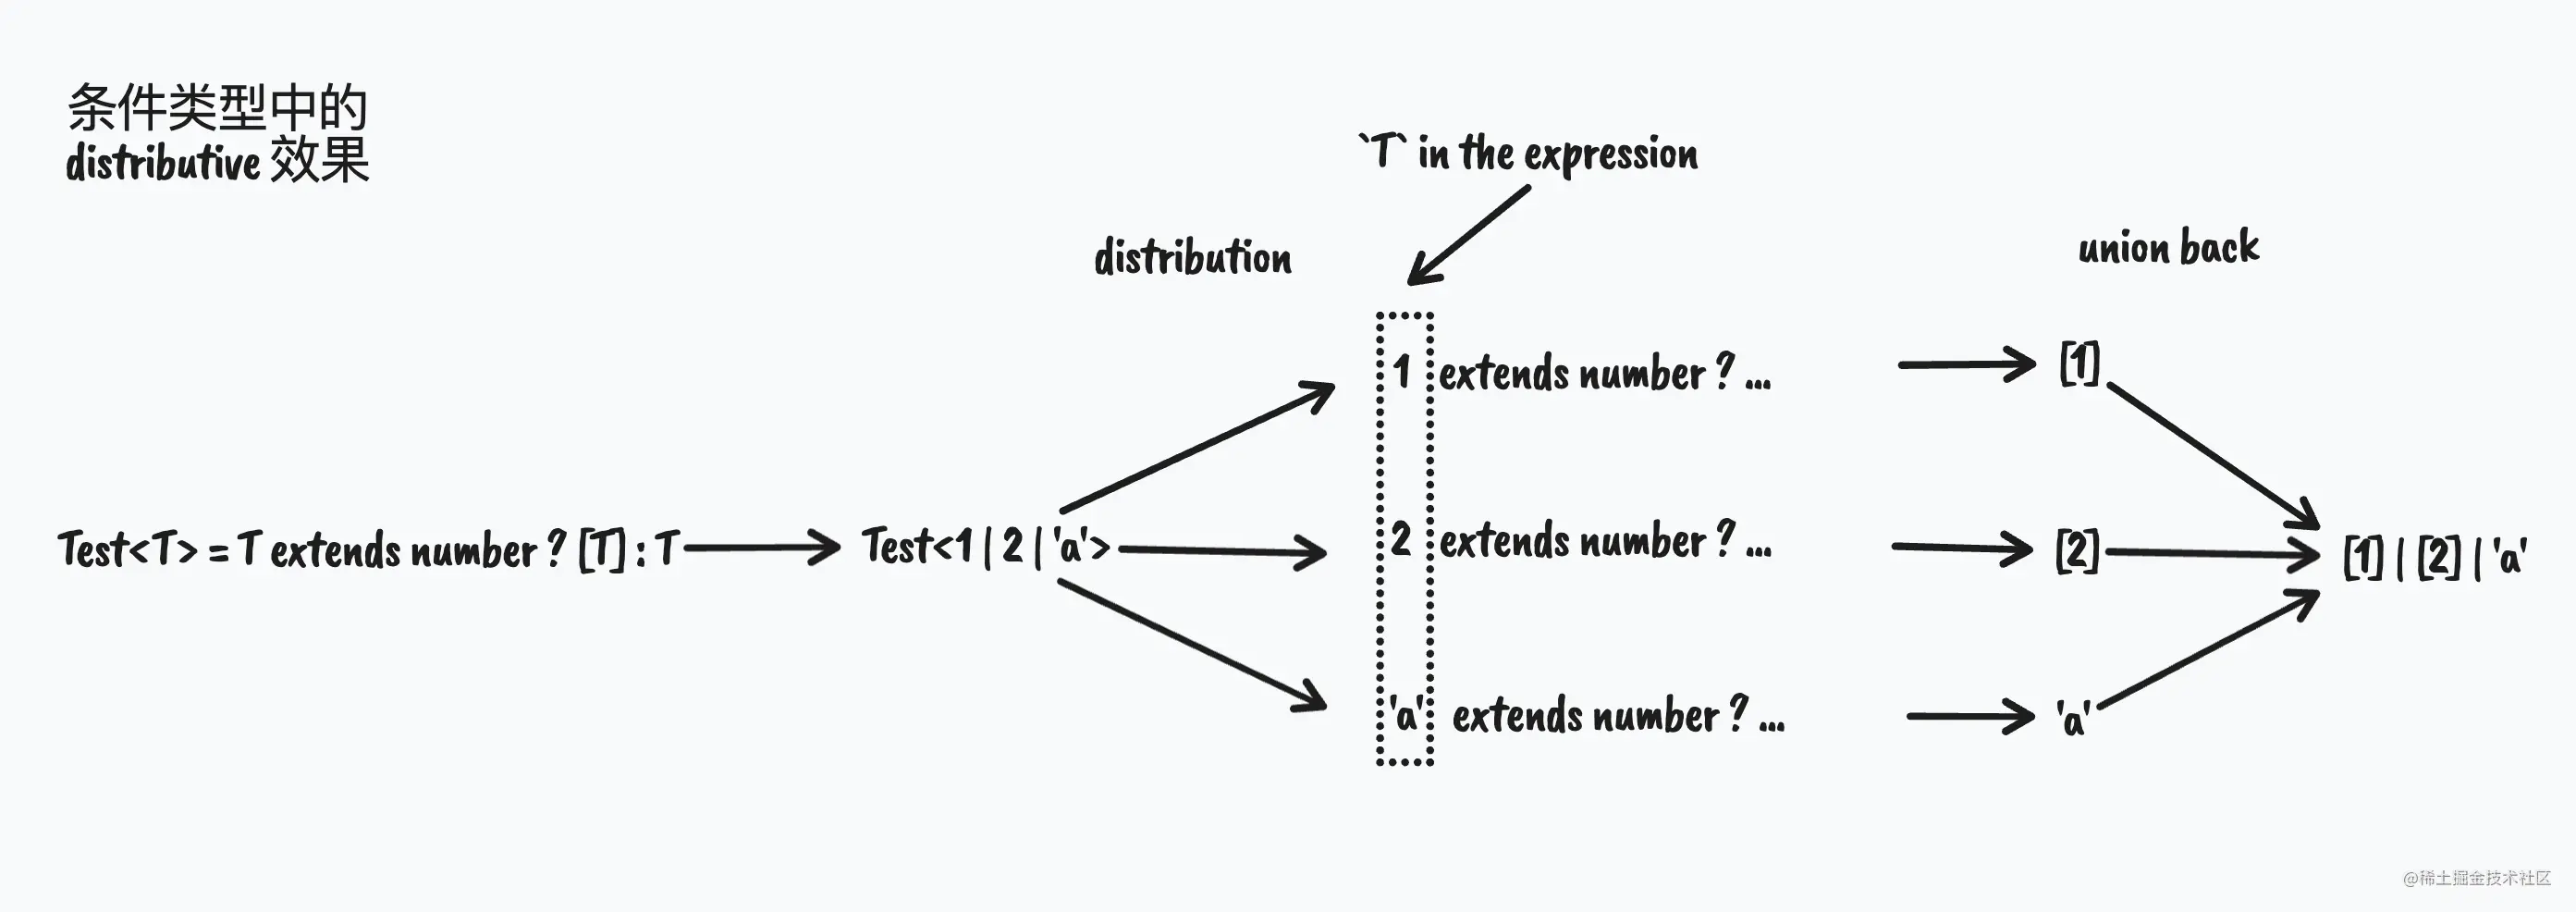 条件类型中的
distributive 效果
`T` in the expression
distribution
union back
1 extends number ? ...
[1]
Test<T> = T extends number ? [T] : T
Test<1 | 2 | 'a'>
2 extends number ? ...
[2]
[1] | [2] | 'a'
'a' extends number ? ...
'a'
@稀土掘金技术社区